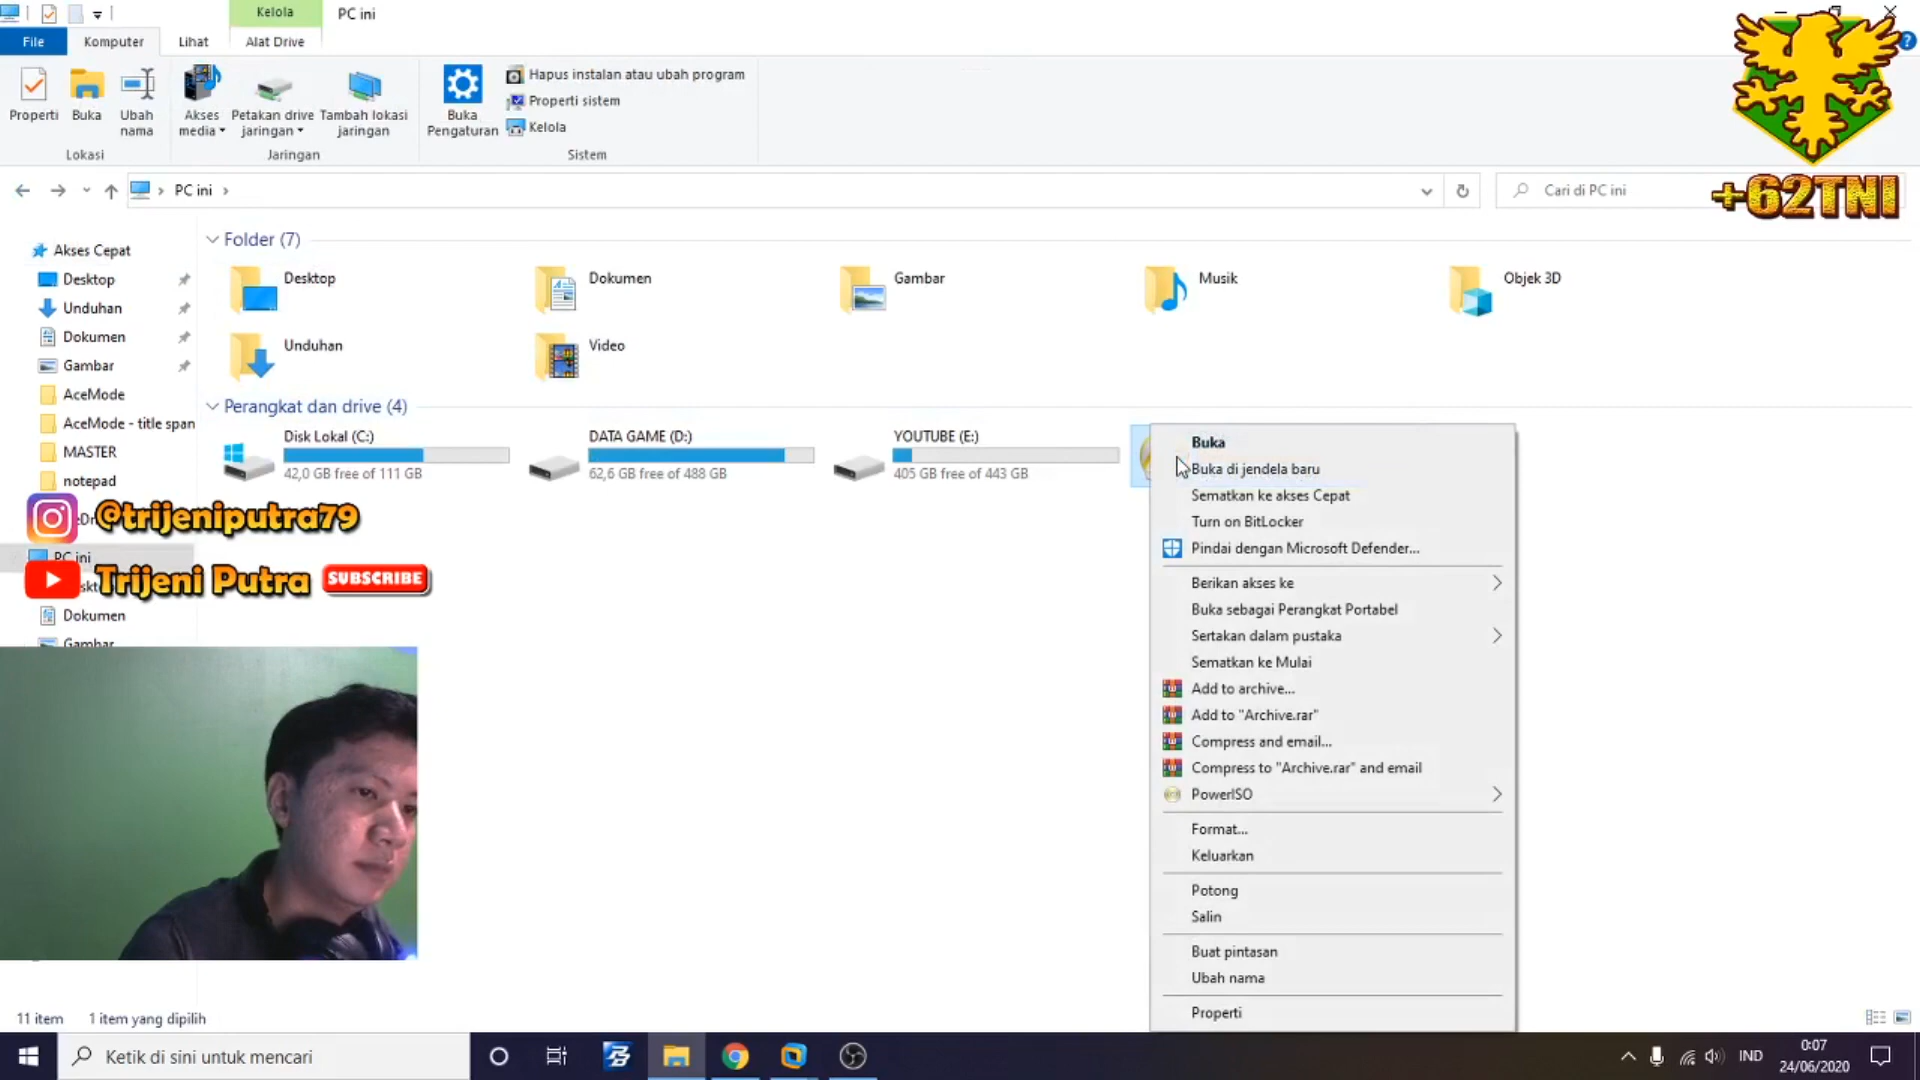 Kelola
PC ini
File
Komputer
Lihat
Alat Drive
Properti
Buka
Ubah nama
Akses media
Petakan drive jaringan
Tambah lokasi jaringan
Buka Pengaturan
Hapus instalan atau ubah program
Properti sistem
Kelola
Lokasi
Jaringan
Sistem
PC ini
Cari di PC ini
+62TNI
Akses Cepat
Desktop
Unduhan
Dokumen
Gambar
AceMode
AceMode - title span
MASTER
notepad
@trijeniputra79
PC ini
Trijeni Putra
SUBSCRIBE
Dokumen
Gambar
Folder (7)
Desktop
Dokumen
Gambar
Musik
Objek 3D
Unduhan
Video
Perangkat dan drive (4)
Disk Lokal (C:)
42,0 GB free of 111 GB
DATA GAME (D:)
62,6 GB free of 488 GB
YOUTUBE (E:)
405 GB free of 443 GB
Buka
Buka di jendela baru
Sematkan ke akses Cepat
Turn on BitLocker
Pindai dengan Microsoft Defender...
Berikan akses ke
Buka sebagai Perangkat Portabel
Sertakan dalam pustaka
Sematkan ke Mulai
Add to archive...
Add to "Archive.rar"
Compress and email...
Compress to "Archive.rar" and email
PowerISO
Format...
Keluarkan
Potong
Salin
Buat pintasan
Ubah nama
Properti
11 item
1 item yang dipilih
Ketik di sini untuk mencari
IND
0:07
24/06/2020